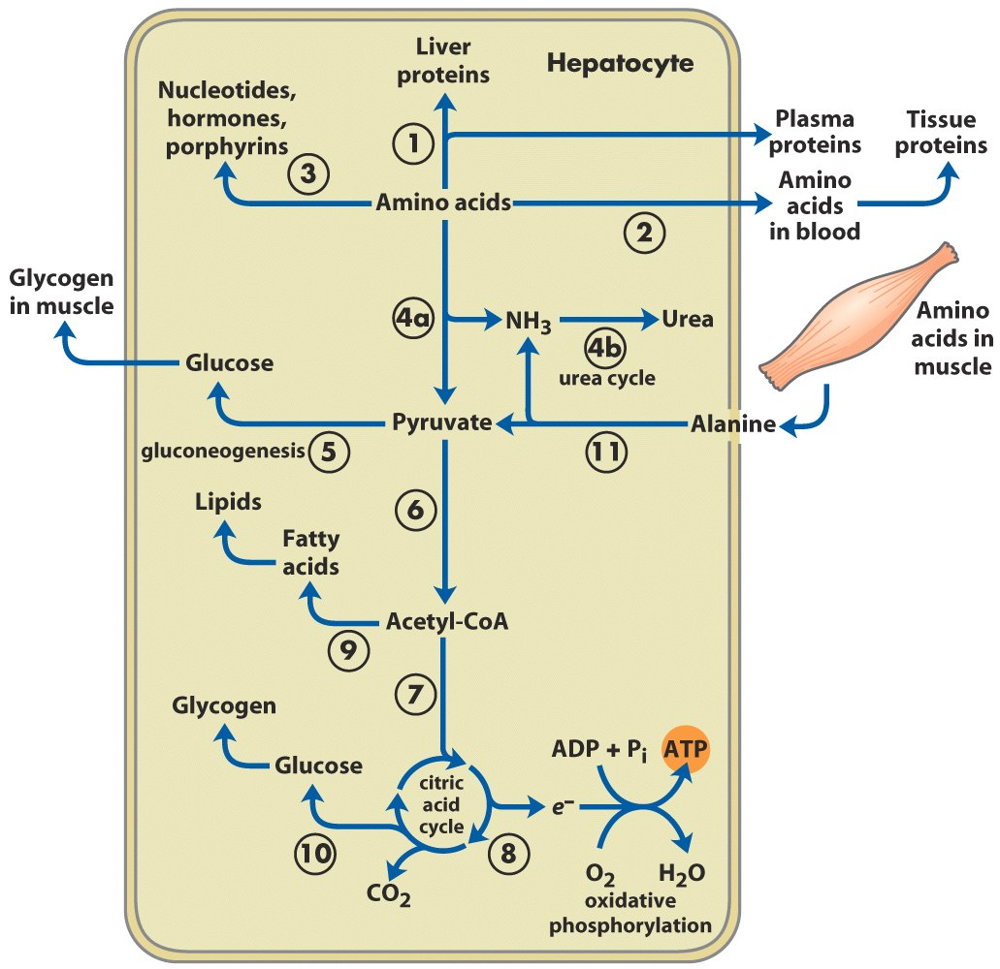 Liver
proteins
Hepatocyte
Nucleotides,
hormones,
porphyrins
Plasma
proteins
Tissue
proteins
1
3
Amino acids
2
Amino
acids
in blood
Glycogen
in muscle
4a
NH3
4b
urea cycle
Urea
Amino
acids in
muscle
Glucose
Pyruvate
Alanine
gluconeogenesis
5
11
6
Lipids
Fatty
acids
Acetyl-CoA
9
7
Glycogen
Glucose
citric
acid
cycle
ADP + Pi
ATP
e−
10
8
CO2
O2
H2O
oxidative
phosphorylation